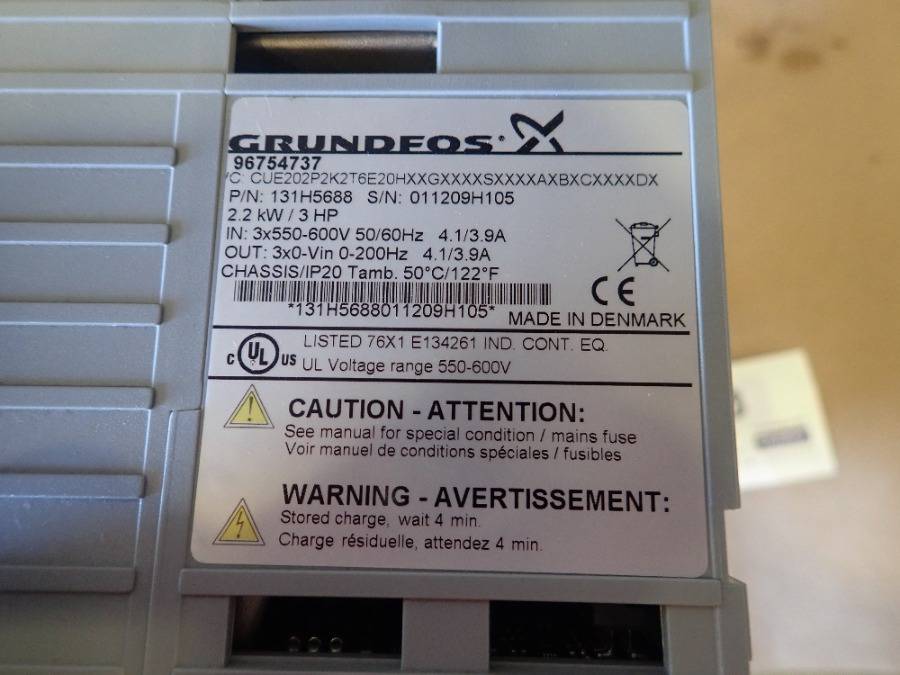 GRUNDFOS®
96754737
/C: CUE202P2K2T6E20HXXGXXXXSXXXXAXBXCXXXXDX
P/N: 131H5688 S/N: 011209H105
2.2 kW / 3 HP
IN: 3x550-600V 50/60Hz 4.1/3.9A
OUT: 3x0-Vin 0-200Hz 4.1/3.9A
CHASSIS/IP20 Tamb. 50°C/122°F
CE
*131H5688011209H105*
MADE IN DENMARK
C UL US
LISTED 76X1 E134261 IND. CONT. EQ.
UL Voltage range 550-600V
CAUTION - ATTENTION:
See manual for special condition / mains fuse
Voir manuel de conditions spéciales / fusibles
WARNING - AVERTISSEMENT:
Stored charge, wait 4 min.
Charge résiduelle, attendez 4 min.